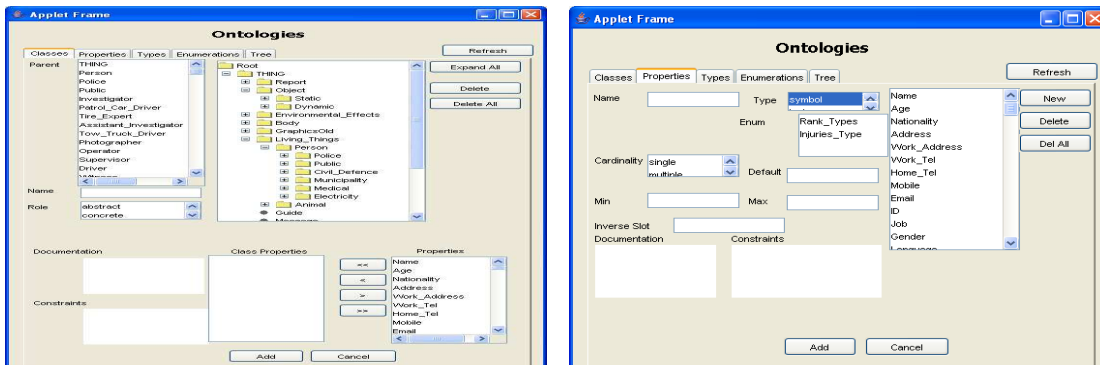 Applet Frame
Ontologies
Classes Properties Types Enumerations Tree
Refresh
Parent
THING
Person
Police
Public
Investigator
Patrol_Car_Driver
Tire_Expert
Assistant_Investigator
Tow_Truck_Driver
Photographer
Operator
Supervisor
Driver
Root
THING
Report
Object
Static
Dynamic
Environmental_Effects
Body
GraphicsOld
Living_Things
Person
Police
Public
Civil_Defence
Municipality
Medical
Electricity
Animal
Guide
Expand All
Delete
Delete All
Name
Role
abstract
concrete
Documentation
Constraints
Class Properties
<<
<
>
>>
Properties
Name
Age
Nationality
Address
Work_Address
Work_Tel
Home_Tel
Mobile
Email
Add Cancel
Applet Frame
Ontologies
Classes Properties Types Enumerations Tree
Refresh
Name
Type
symbol
Enum
Rank_Types
Injuries_Type
Cardinality
single
multiple
Default
Min
Max
Inverse Slot
Documentation
Constraints
Name
Age
Nationality
Address
Work_Address
Work_Tel
Home_Tel
Mobile
Email
ID
Job
Gender
New
Delete
Del All
Add Cancel